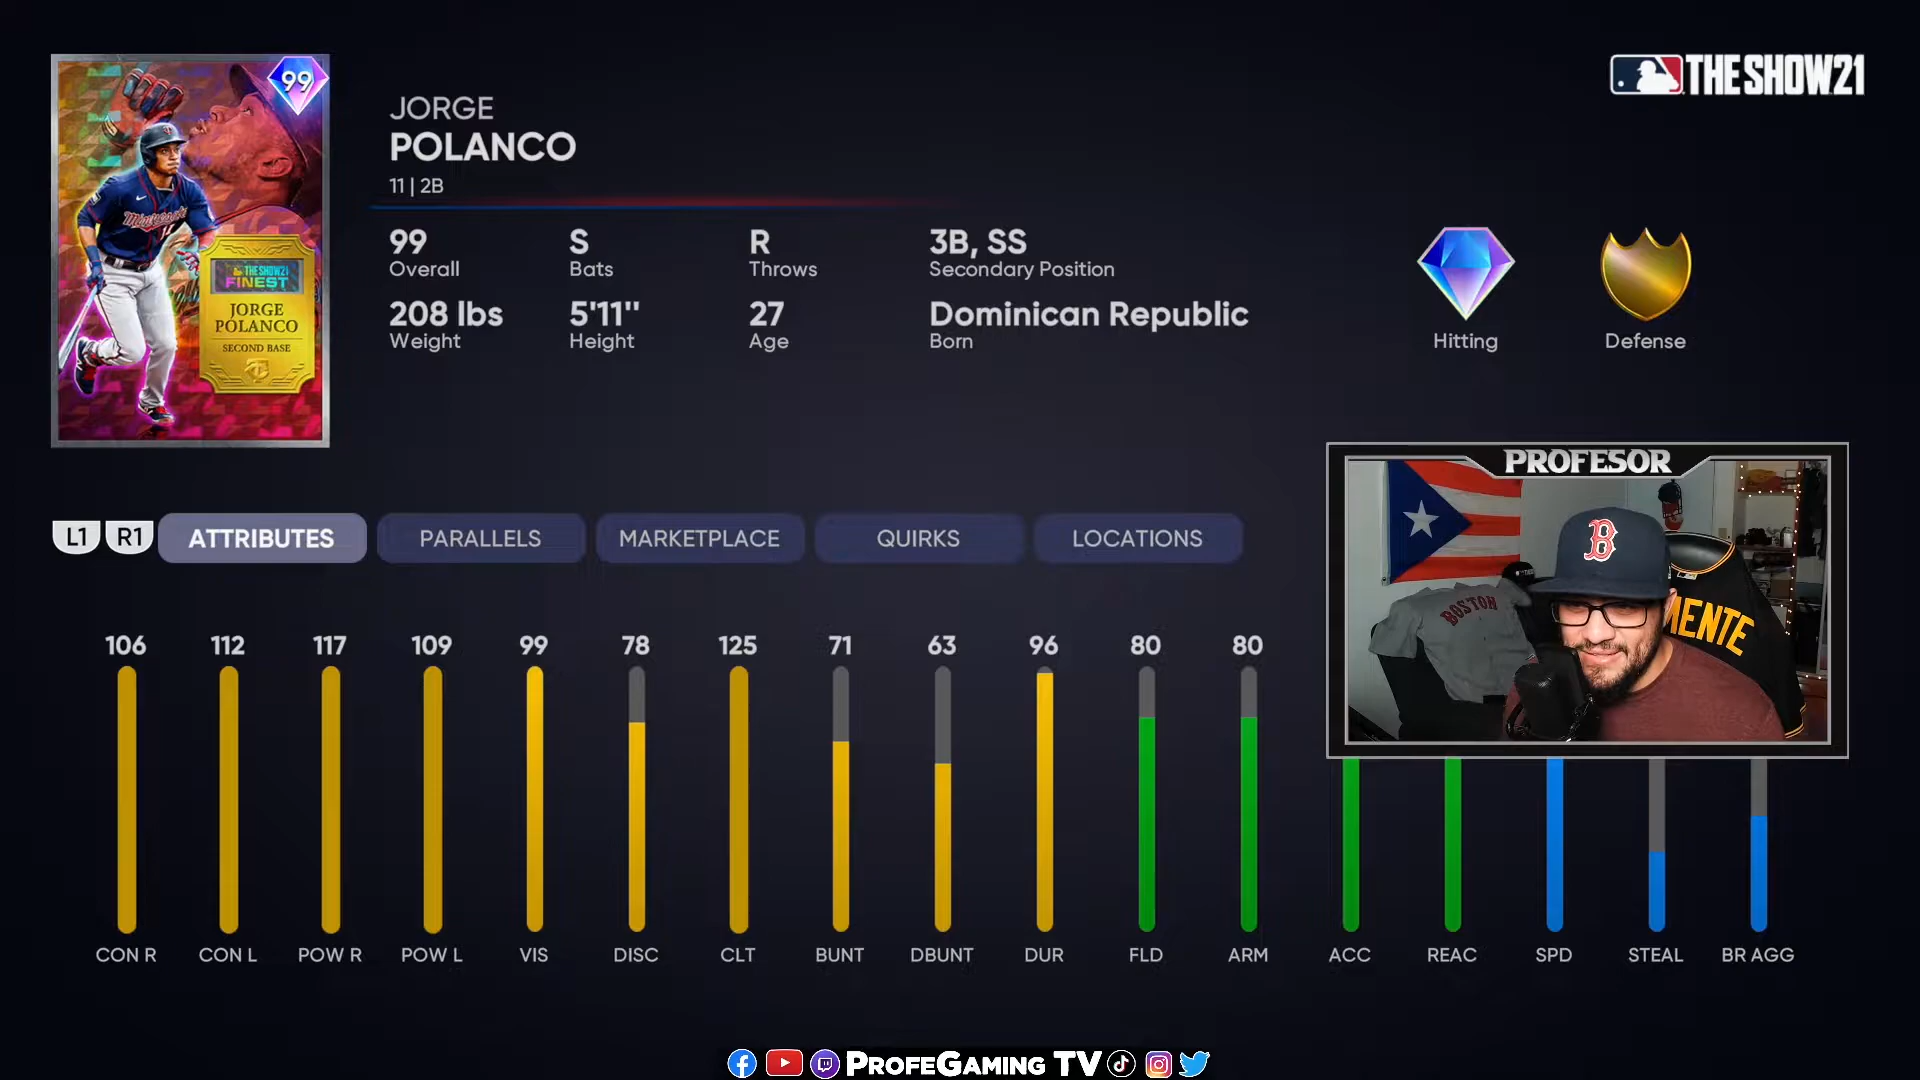 99
THE SHOW 21
JORGE
POLANCO
11 | 2B
99
Overall
S
Bats
R
Throws
3B, SS
Secondary Position
208 lbs
Weight
5'11"
Height
27
Age
Dominican Republic
Born
Hitting
Defense
THE SHOW21
FINEST
JORGE
POLANCO
SECOND BASE
Minnesota
PROFESOR
B
BOSTON
MENTE
L1 R1 ATTRIBUTES PARALLELS MARKETPLACE QUIRKS LOCATIONS
106 112 117 109 99 78 125 71 63 96 80 80
CON R CON L POW R POW L VIS DISC CLT BUNT DBUNT DUR FLD ARM ACC REAC SPD STEAL BR AGG
PROFEGAMING TV